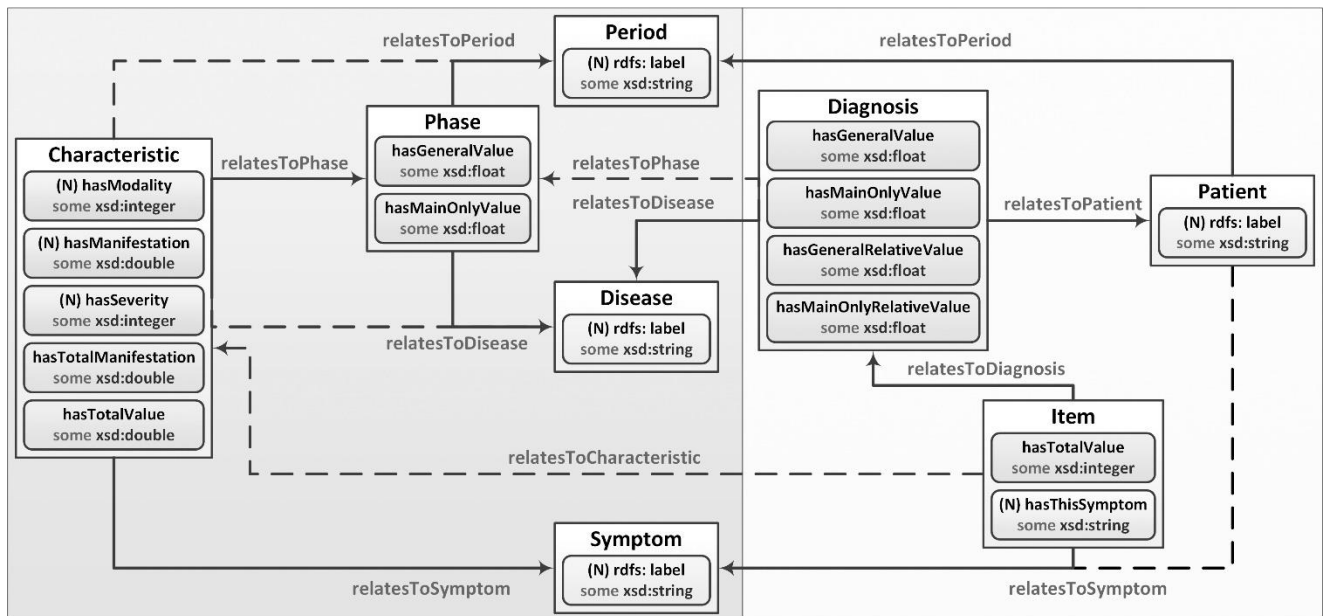 relatesToPeriod
Period
(N) rdfs: label
some xsd:string
relatesToPeriod
Characteristic
(N) hasModality
some xsd:integer
(N) hasManifestation
some xsd:double
(N) hasSeverity
some xsd:integer
hasTotalManifestation
some xsd:double
hasTotalValue
some xsd:double
relatesToPhase
Phase
hasGeneralValue
some xsd:float
hasMainOnlyValue
some xsd:float
relatesToPhase
relatesToDisease
Diagnosis
hasGeneralValue
some xsd:float
hasMainOnlyValue
some xsd:float
hasGeneralRelativeValue
some xsd:float
hasMainOnlyRelativeValue
some xsd:float
relatesToPatient
Patient
(N) rdfs: label
some xsd:string
relatesToDisease
Disease
(N) rdfs: label
some xsd:string
relatesToDiagnosis
Item
hasTotalValue
some xsd:integer
(N) hasThisSymptom
some xsd:string
relatesToCharacteristic
relatesToSymptom
Symptom
(N) rdfs: label
some xsd:string
relatesToSymptom